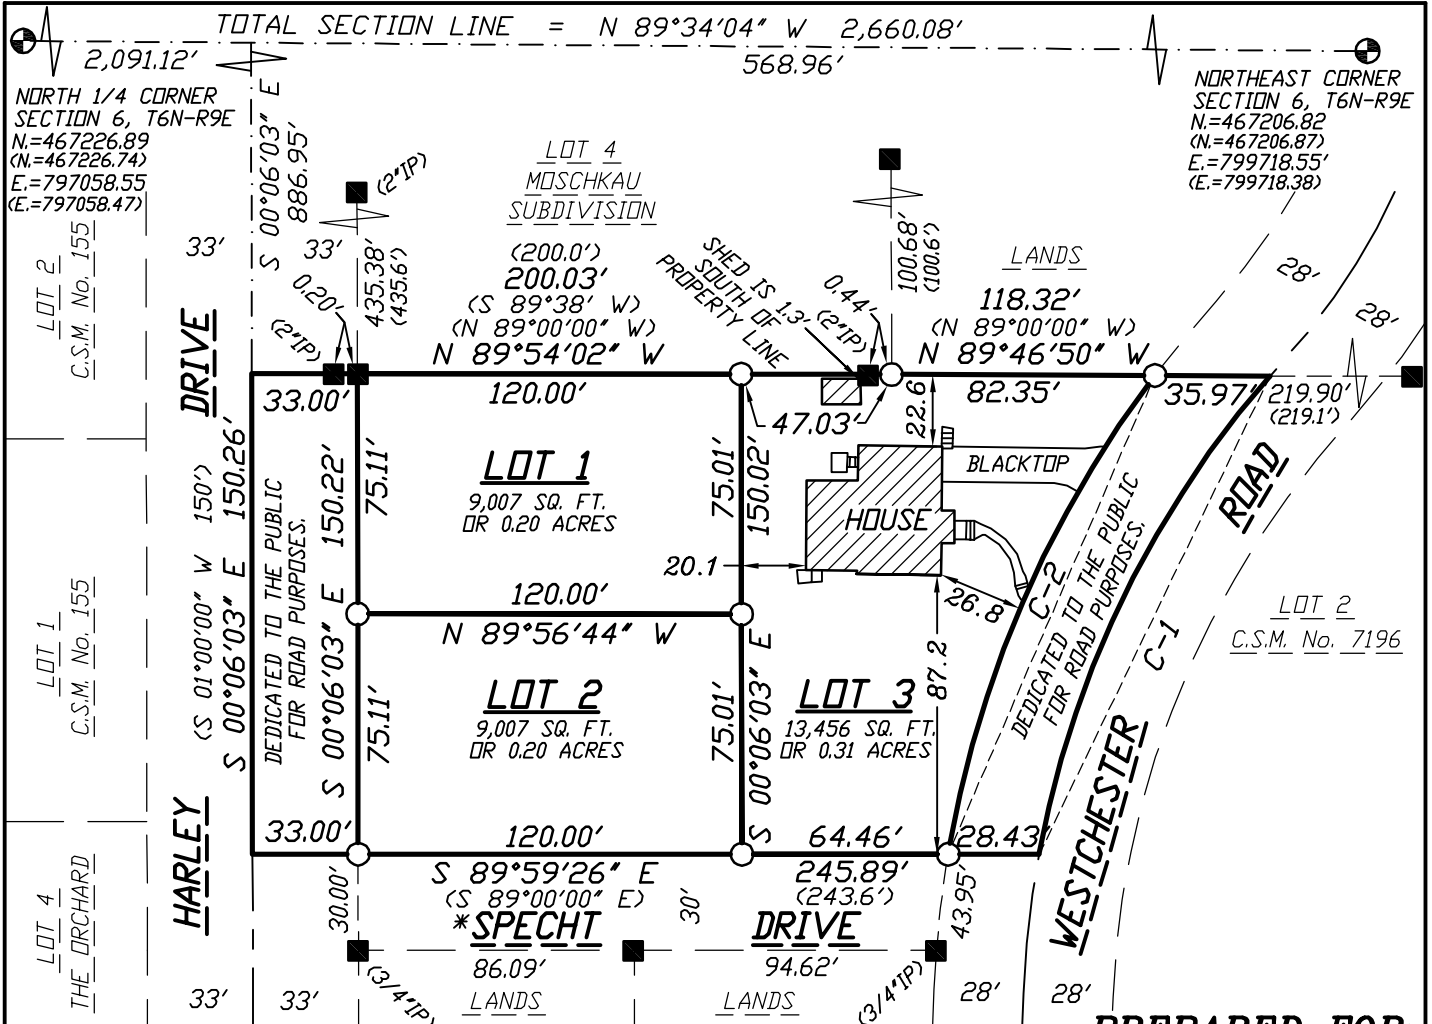 TOTAL SECTION LINE = N 89°34'04" W 2,660.08'
2,091.12'
568.96'
NORTH 1/4 CORNER
SECTION 6, T6N-R9E
N.=467226.89
(N.=467226.74)
E.=797058.55
(E.=797058.47)
NORTHEAST CORNER
SECTION 6, T6N-R9E
N.=467206.82
(N.=467206.87)
E.=799718.55'
(E.=799718.38)
S 00°06'03" E
886.95'
(2"IP)
LOT 4
MOSCHKAU
SUBDIVISION
33'
33'
0.20'
(2"IP)
435.38'
(435.6')
(200.0')
200.03'
(S 89°38' W)
(N 89°00'00" W)
N 89°54'02" W
SHED IS 1.3'
SOUTH OF
PROPERTY LINE
0.44'
(2"IP)
100.68'
(100.6')
LANDS
118.32'
(N 89°00'00" W)
N 89°46'50" W
28'
28'
LOT 2
C.S.M. No. 155
DRIVE
33.00'
120.00'
47.03'
22.6
82.35'
35.97'
219.90'
(219.1')
ROAD
(S 01°00'00" W 150')
S 00°06'03" E 150.26'
DEDICATED TO THE PUBLIC
FOR ROAD PURPOSES.
S 00°06'03" E 150.22'
75.11'
LOT 1
9,007 SQ. FT.
OR 0.20 ACRES
75.01'
150.02'
BLACKTOP
HOUSE
20.1
26.8
C-2
DEDICATED TO THE PUBLIC
FOR ROAD PURPOSES.
C-1
120.00'
N 89°56'44" W
LOT 1
C.S.M. No. 155
LOT 2
C.S.M. No. 7196
75.11'
LOT 2
9,007 SQ. FT.
OR 0.20 ACRES
75.01'
S 00°06'03" E
LOT 3
13,456 SQ. FT.
OR 0.31 ACRES
87.2
WESTCHESTER
HARLEY
33.00'
120.00'
64.46'
28.43'
S 89°59'26" E
245.89'
(S 89°00'00" E)
(243.6')
30.00'
30'
43.95'
*SPECHT DRIVE
LOT 4
THE ORCHARD
86.09'
94.62'
(3/4"IP)
(3/4"IP)
33'
33'
LANDS
LANDS
28'
28'
PREPARED FOR